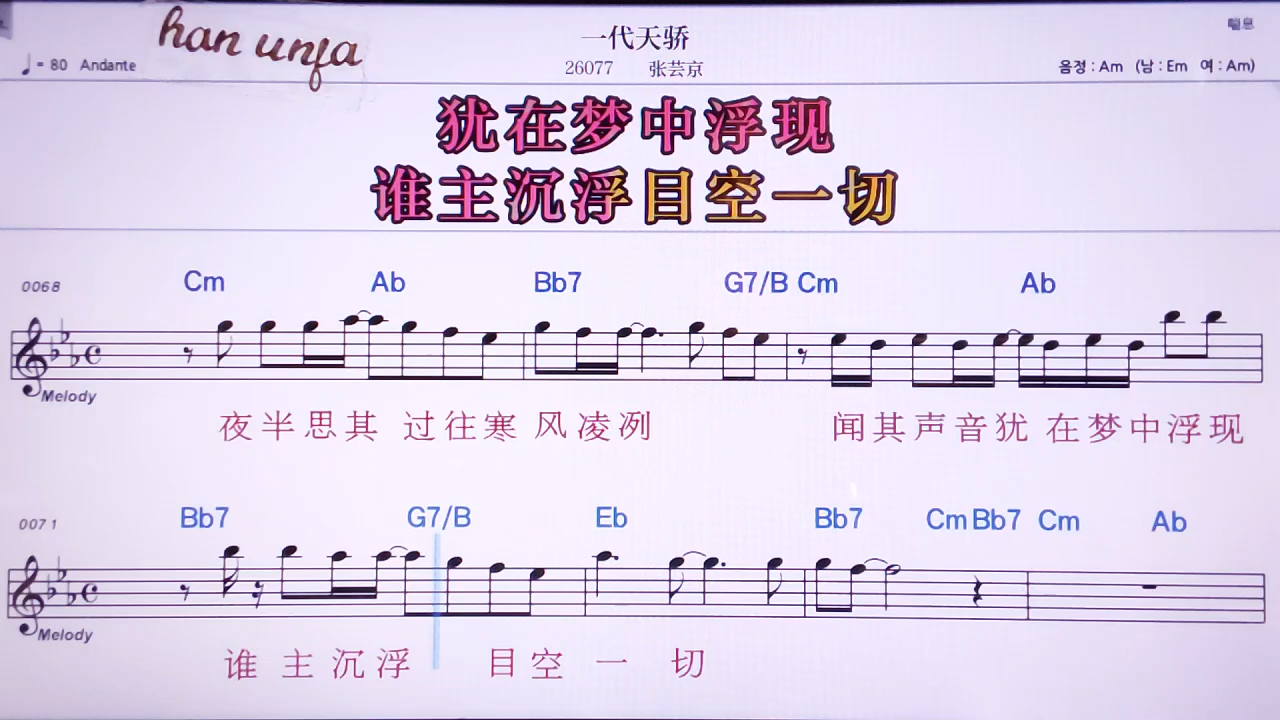 han unfa
一代天骄
喘息
♩= 80 Andante
26077 张芸京
음정 : Am (남 : Em 여 : Am)
犹在梦中浮现
谁主沉浮目空一切
0068 Cm Ab Bb7 G7/B Cm Ab
Melody
夜半思其 过往寒 风凌冽 闻其声音犹 在梦中浮现
0071 Bb7 G7/B Eb Bb7 Cm Bb7 Cm Ab
Melody
谁 主 沉浮 目空 一 切